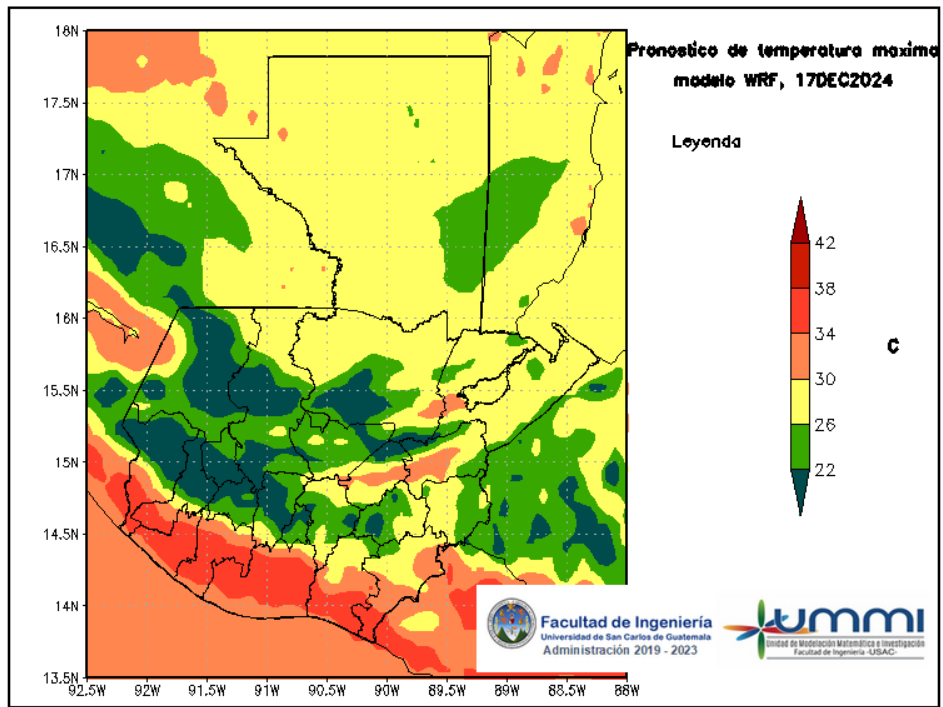 Pronostico de temperatura maxima
modelo WRF, 17DEC2024
Leyenda
42
38
34
30
26
22
C
18N
17.5N
17N
16.5N
16N
15.5N
15N
14.5N
14N
13.5N
92.5W
92W
91.5W
91W
90.5W
90W
89.5W
89W
88.5W
88W
Facultad de Ingeniería
Universidad de San Carlos de Guatemala
Administración 2019 - 2023
UMMI
Unidad de Modelación Matemática e Investigación
Facultad de Ingeniería -USAC-